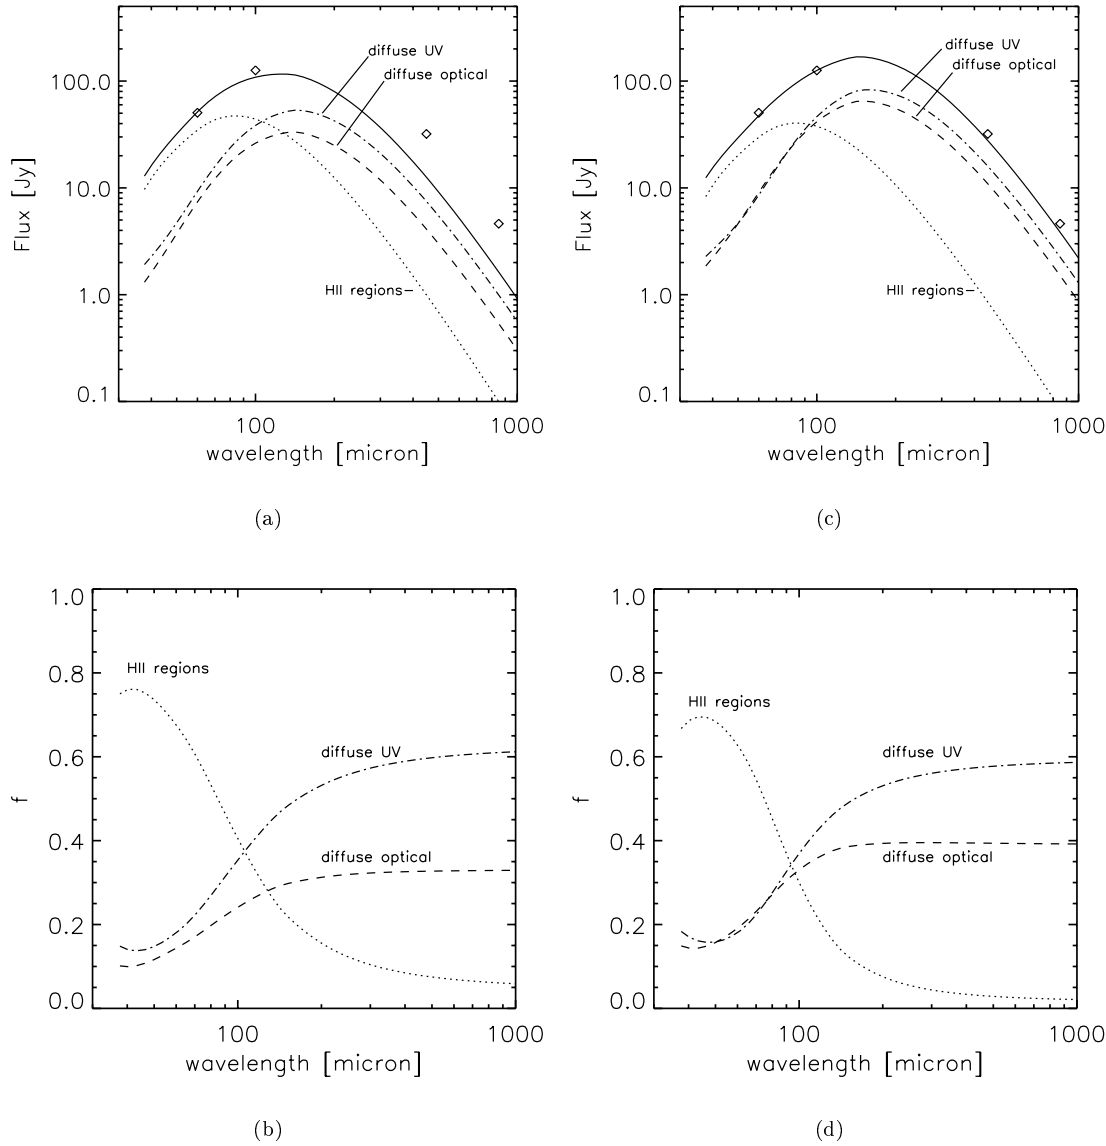 diffuse UV
diffuse optical
100.0
10.0
1.0
0.1
Flux [Jy]
HII regions
100
1000
wavelength [micron]
(a)
diffuse UV
diffuse optical
100.0
10.0
1.0
0.1
Flux [Jy]
HII regions
100
1000
wavelength [micron]
(c)
1.0
0.8
0.6
0.4
0.2
0.0
f
HII regions
diffuse UV
diffuse optical
100
1000
wavelength [micron]
(b)
1.0
0.8
0.6
0.4
0.2
0.0
f
HII regions
diffuse UV
diffuse optical
100
1000
wavelength [micron]
(d)